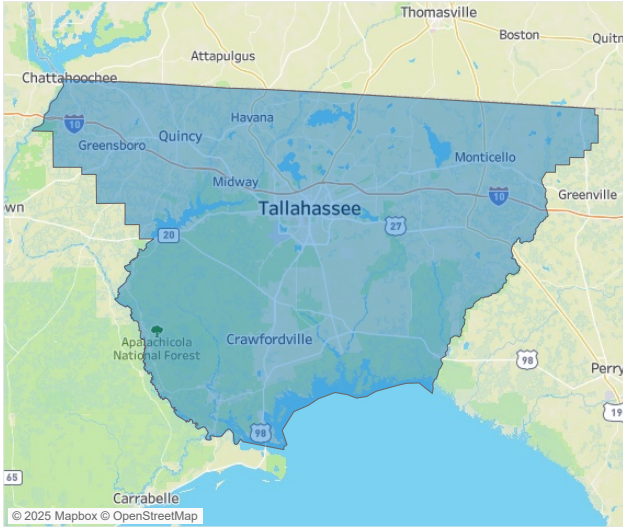 Thomasville
Boston
Quitn
Attapulgus
Chattahoochee
Havana
10
Quincy
Greensboro
Monticello
Midway
10
Greenville
own
Tallahassee
27
20
Crawfordville
Apalachicola
National Forest
98
Perry
19
98
65
Carrabelle
© 2025 Mapbox © OpenStreetMap